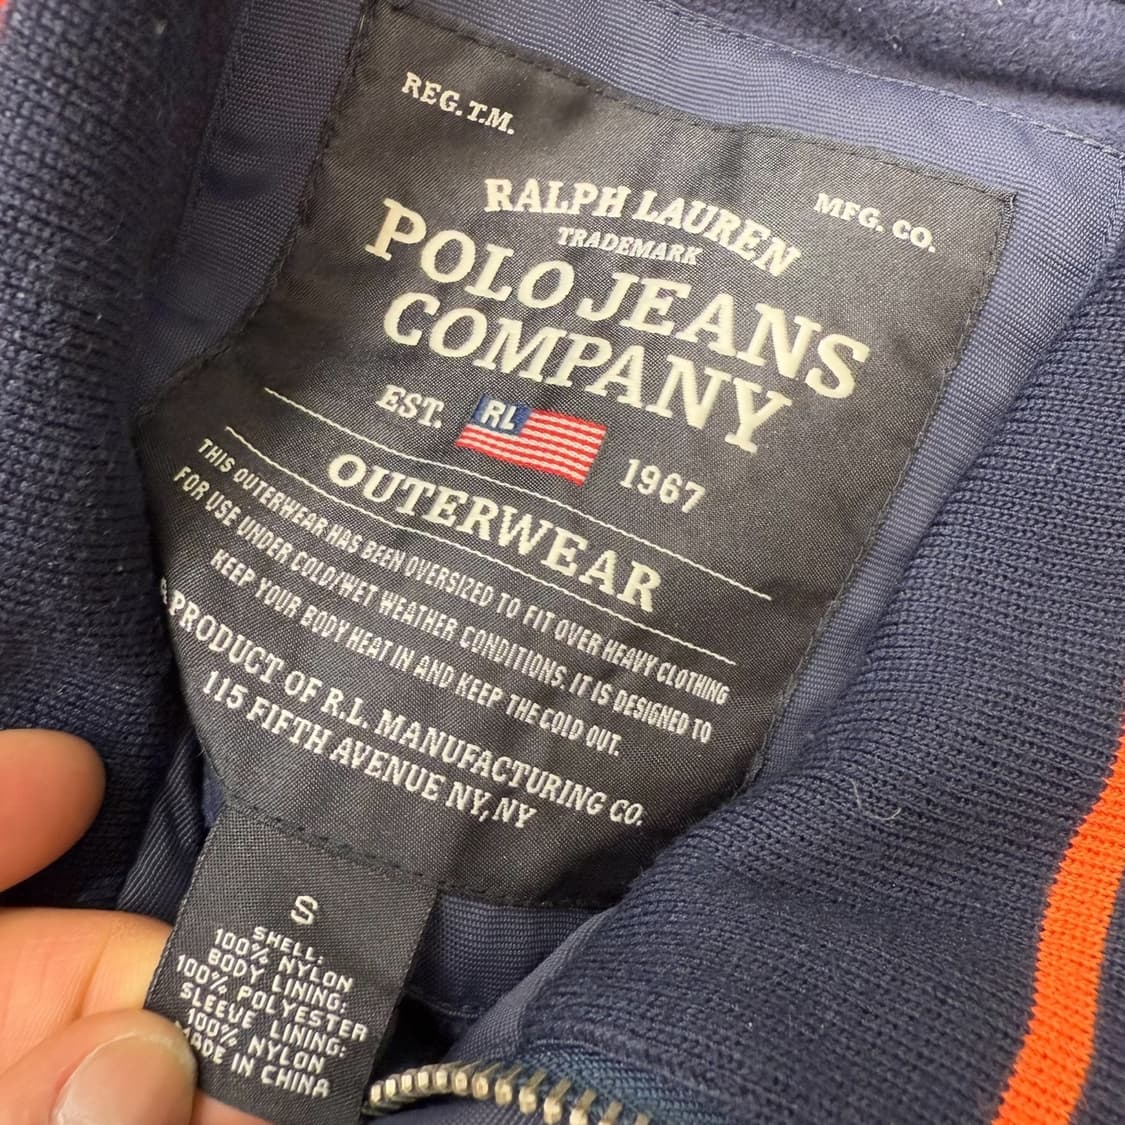 REG.T.M.
MFG. CO.
RALPH LAUREN
TRADEMARK
POLO JEANS
COMPANY
EST. RL 1967
OUTERWEAR
THIS OUTERWEAR HAS BEEN OVERSIZED TO FIT OVER HEAVY CLOTHING
FOR USE UNDER COLD/WET WEATHER CONDITIONS, IT IS DESIGNED TO
KEEP YOUR BODY HEAT IN AND KEEP THE COLD OUT.
PRODUCT OF R.L. MANUFACTURING CO.
115 FIFTH AVENUE NY, NY
S
SHELL:
100% NYLON
BODY LINING:
100% POLYESTER
SLEEVE LINING:
100% NYLON
MADE IN CHINA